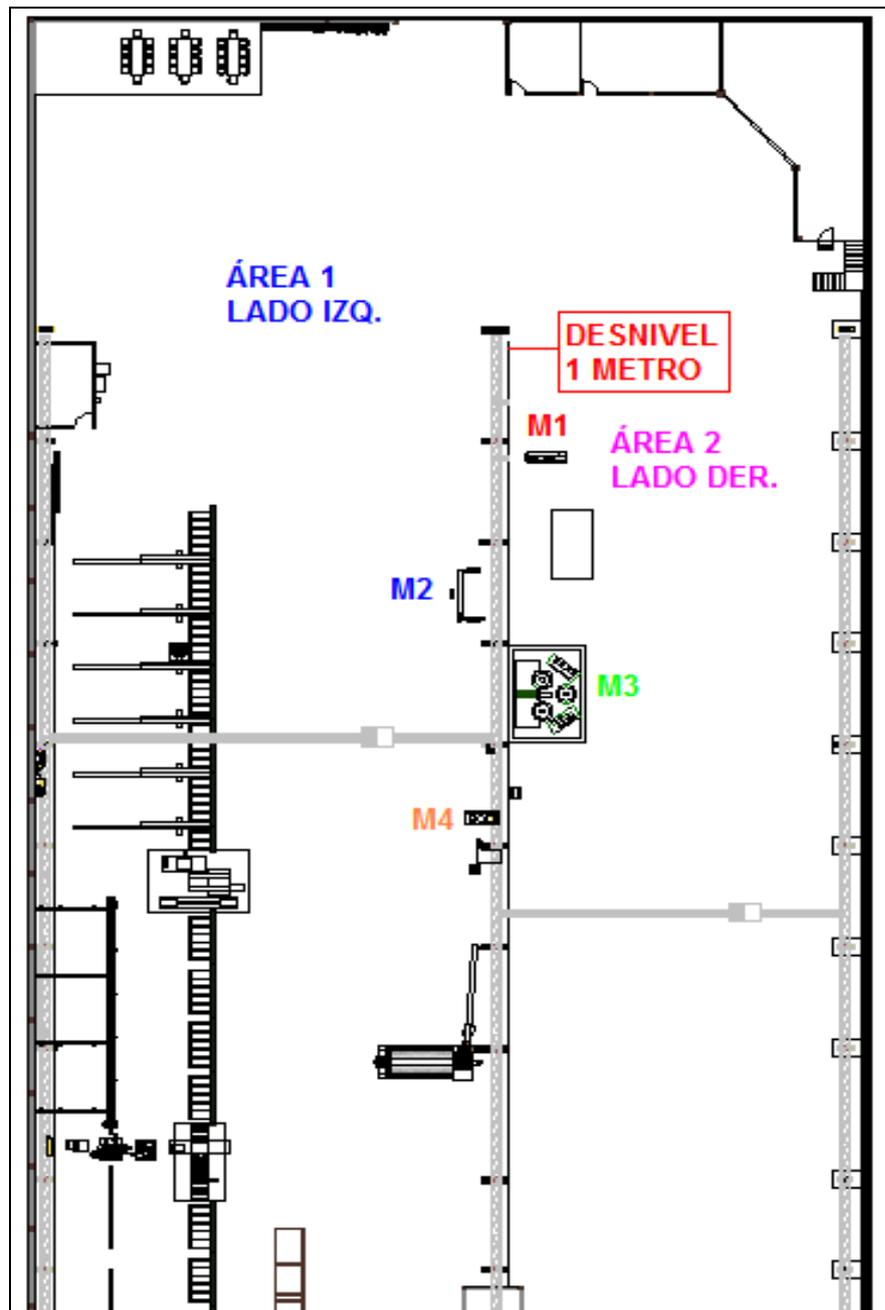 ÁREA 1
LADO IZQ.
DESNIVEL
1 METRO
M1
ÁREA 2
LADO DER.
M2
M3
M4